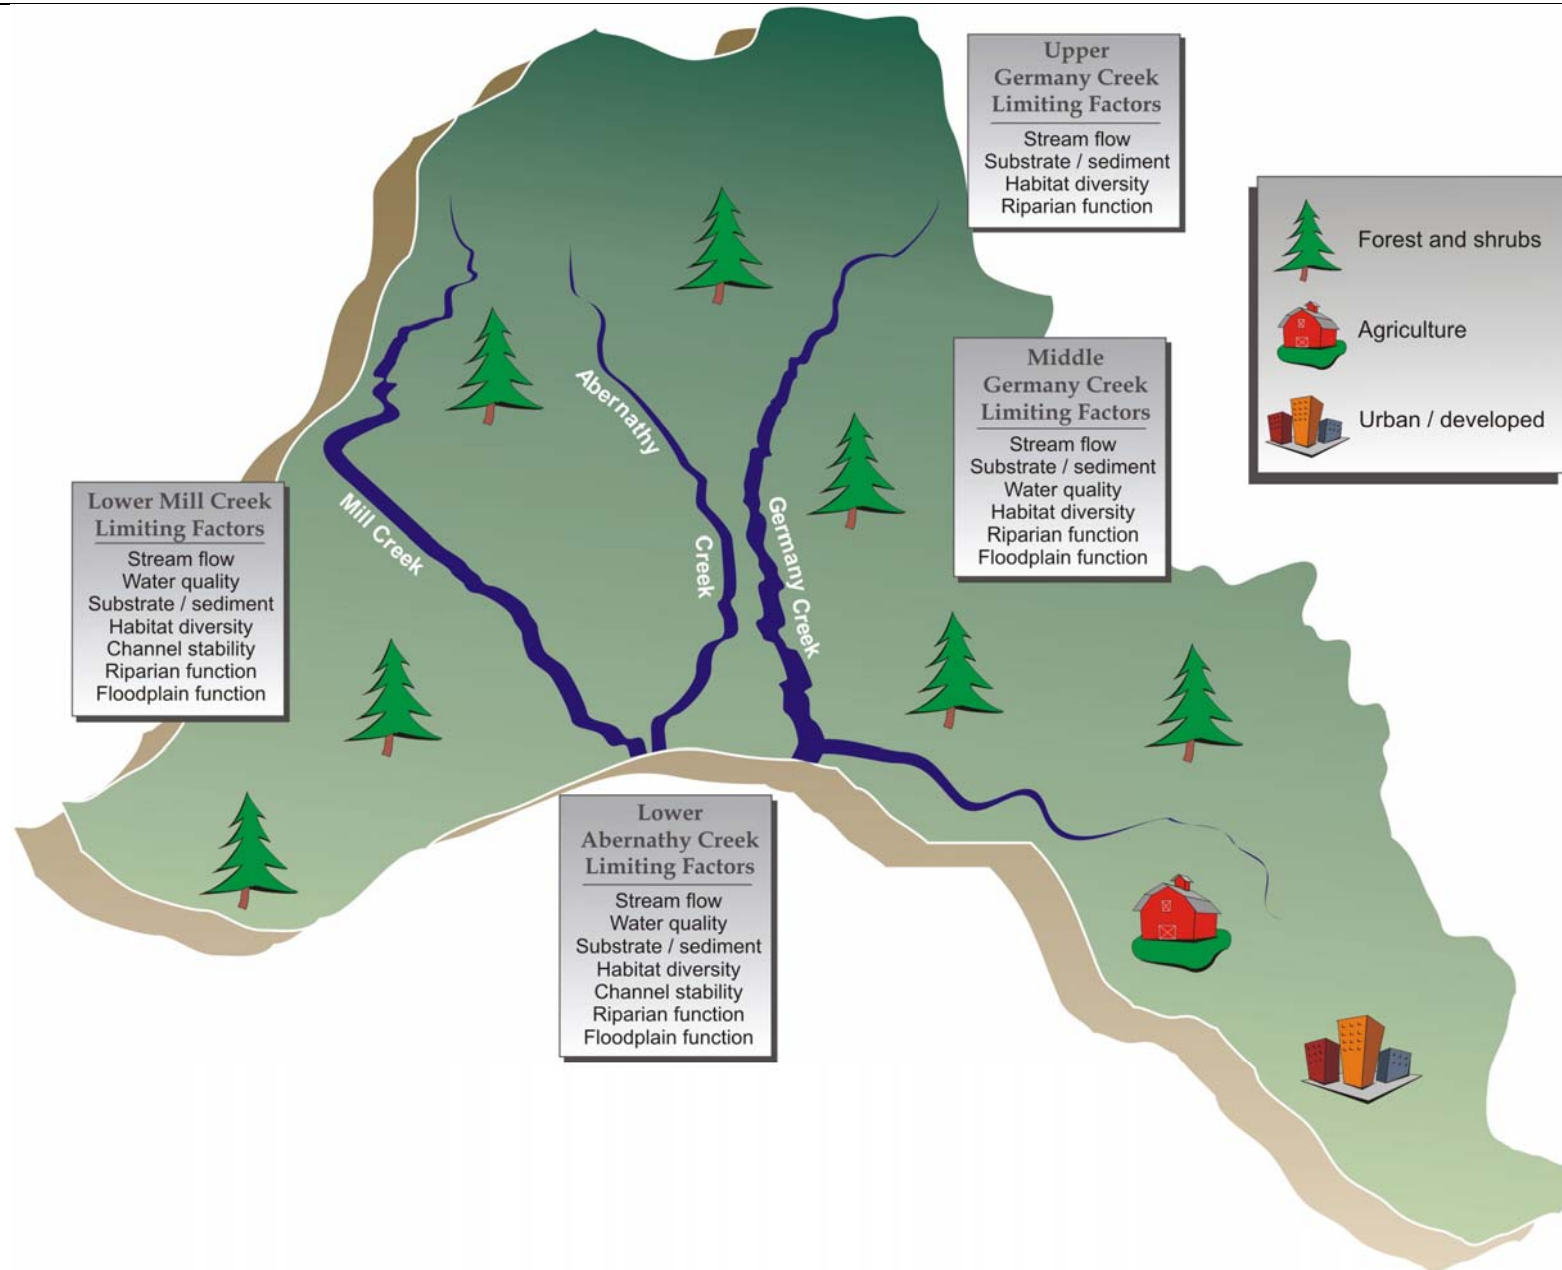 Upper
Germany Creek
Limiting Factors
Stream flow
Substrate / sediment
Habitat diversity
Riparian function
Forest and shrubs
Agriculture
Urban / developed
Middle
Germany Creek
Limiting Factors
Stream flow
Substrate / sediment
Water quality
Habitat diversity
Riparian function
Floodplain function
Abernathy
Creek
Mill Creek
Germany Creek
Lower Mill Creek
Limiting Factors
Stream flow
Water quality
Substrate / sediment
Habitat diversity
Channel stability
Riparian function
Floodplain function
Lower
Abernathy Creek
Limiting Factors
Stream flow
Water quality
Substrate / sediment
Habitat diversity
Channel stability
Riparian function
Floodplain function